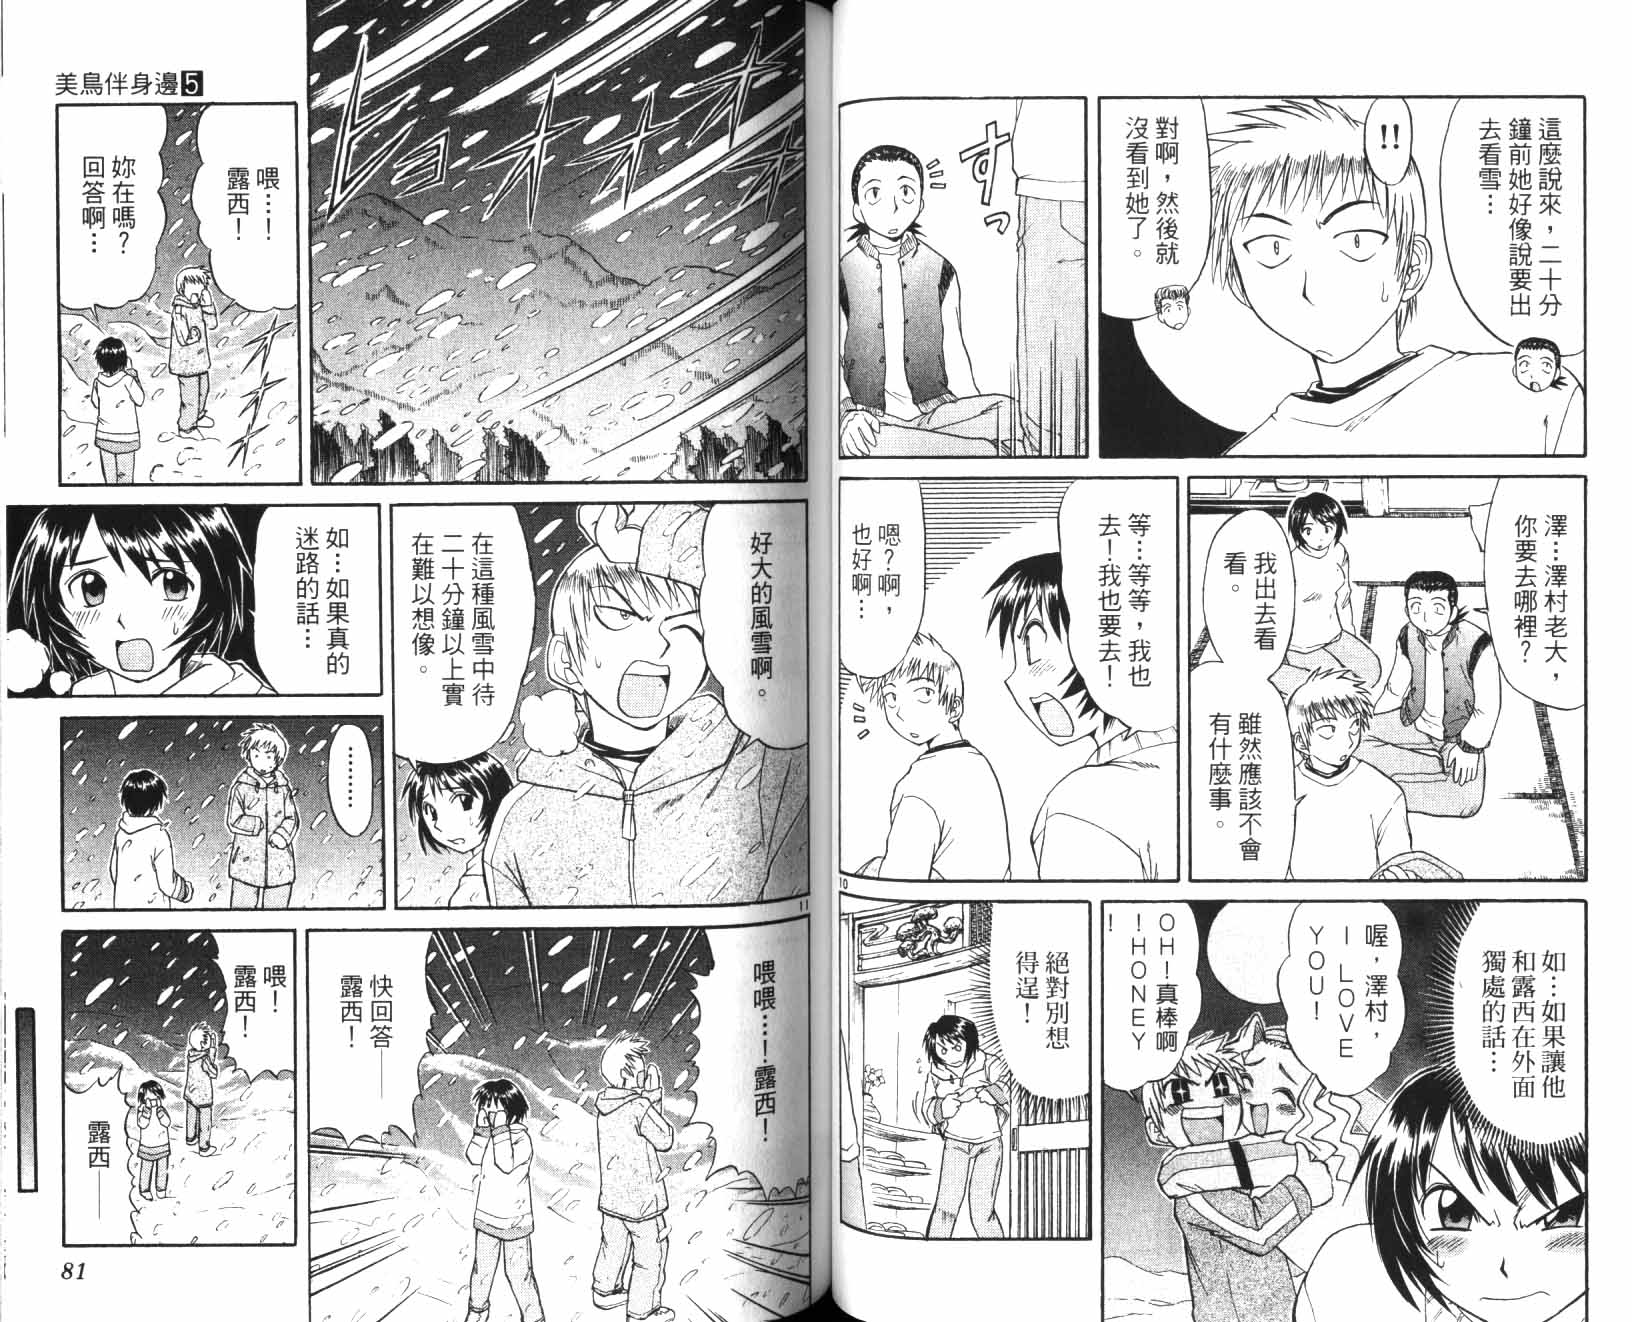 這麼說來，二十分
鐘前她好像說要出
去看雪…
!!
對啊，然後就
沒看到她了。
すっ
澤…澤村老大，
你要去哪裡？
我出去看
看。
雖然應該不會
有什麼事。
等…等等，我也
去！我也要去！
嗯？啊，
也好啊…
如…如果讓他
和露西在外面
獨處的話…
喔，澤村，
I LOVE
YOU！
OH！真棒啊
！HONEY
！
絕對別想
得逞！
10
美鳥伴身邊5
ヒョオオオオ
喂…！
露西！
妳在嗎？
回答啊…
オオオ
好大的風雪啊。
在這種風雪中待
二十分鐘以上實
在難以想像。
如…如果真的
迷路的話…
………
11
喂喂…！露西！
快回答——
露西！
喂！
露西！
露西——
81